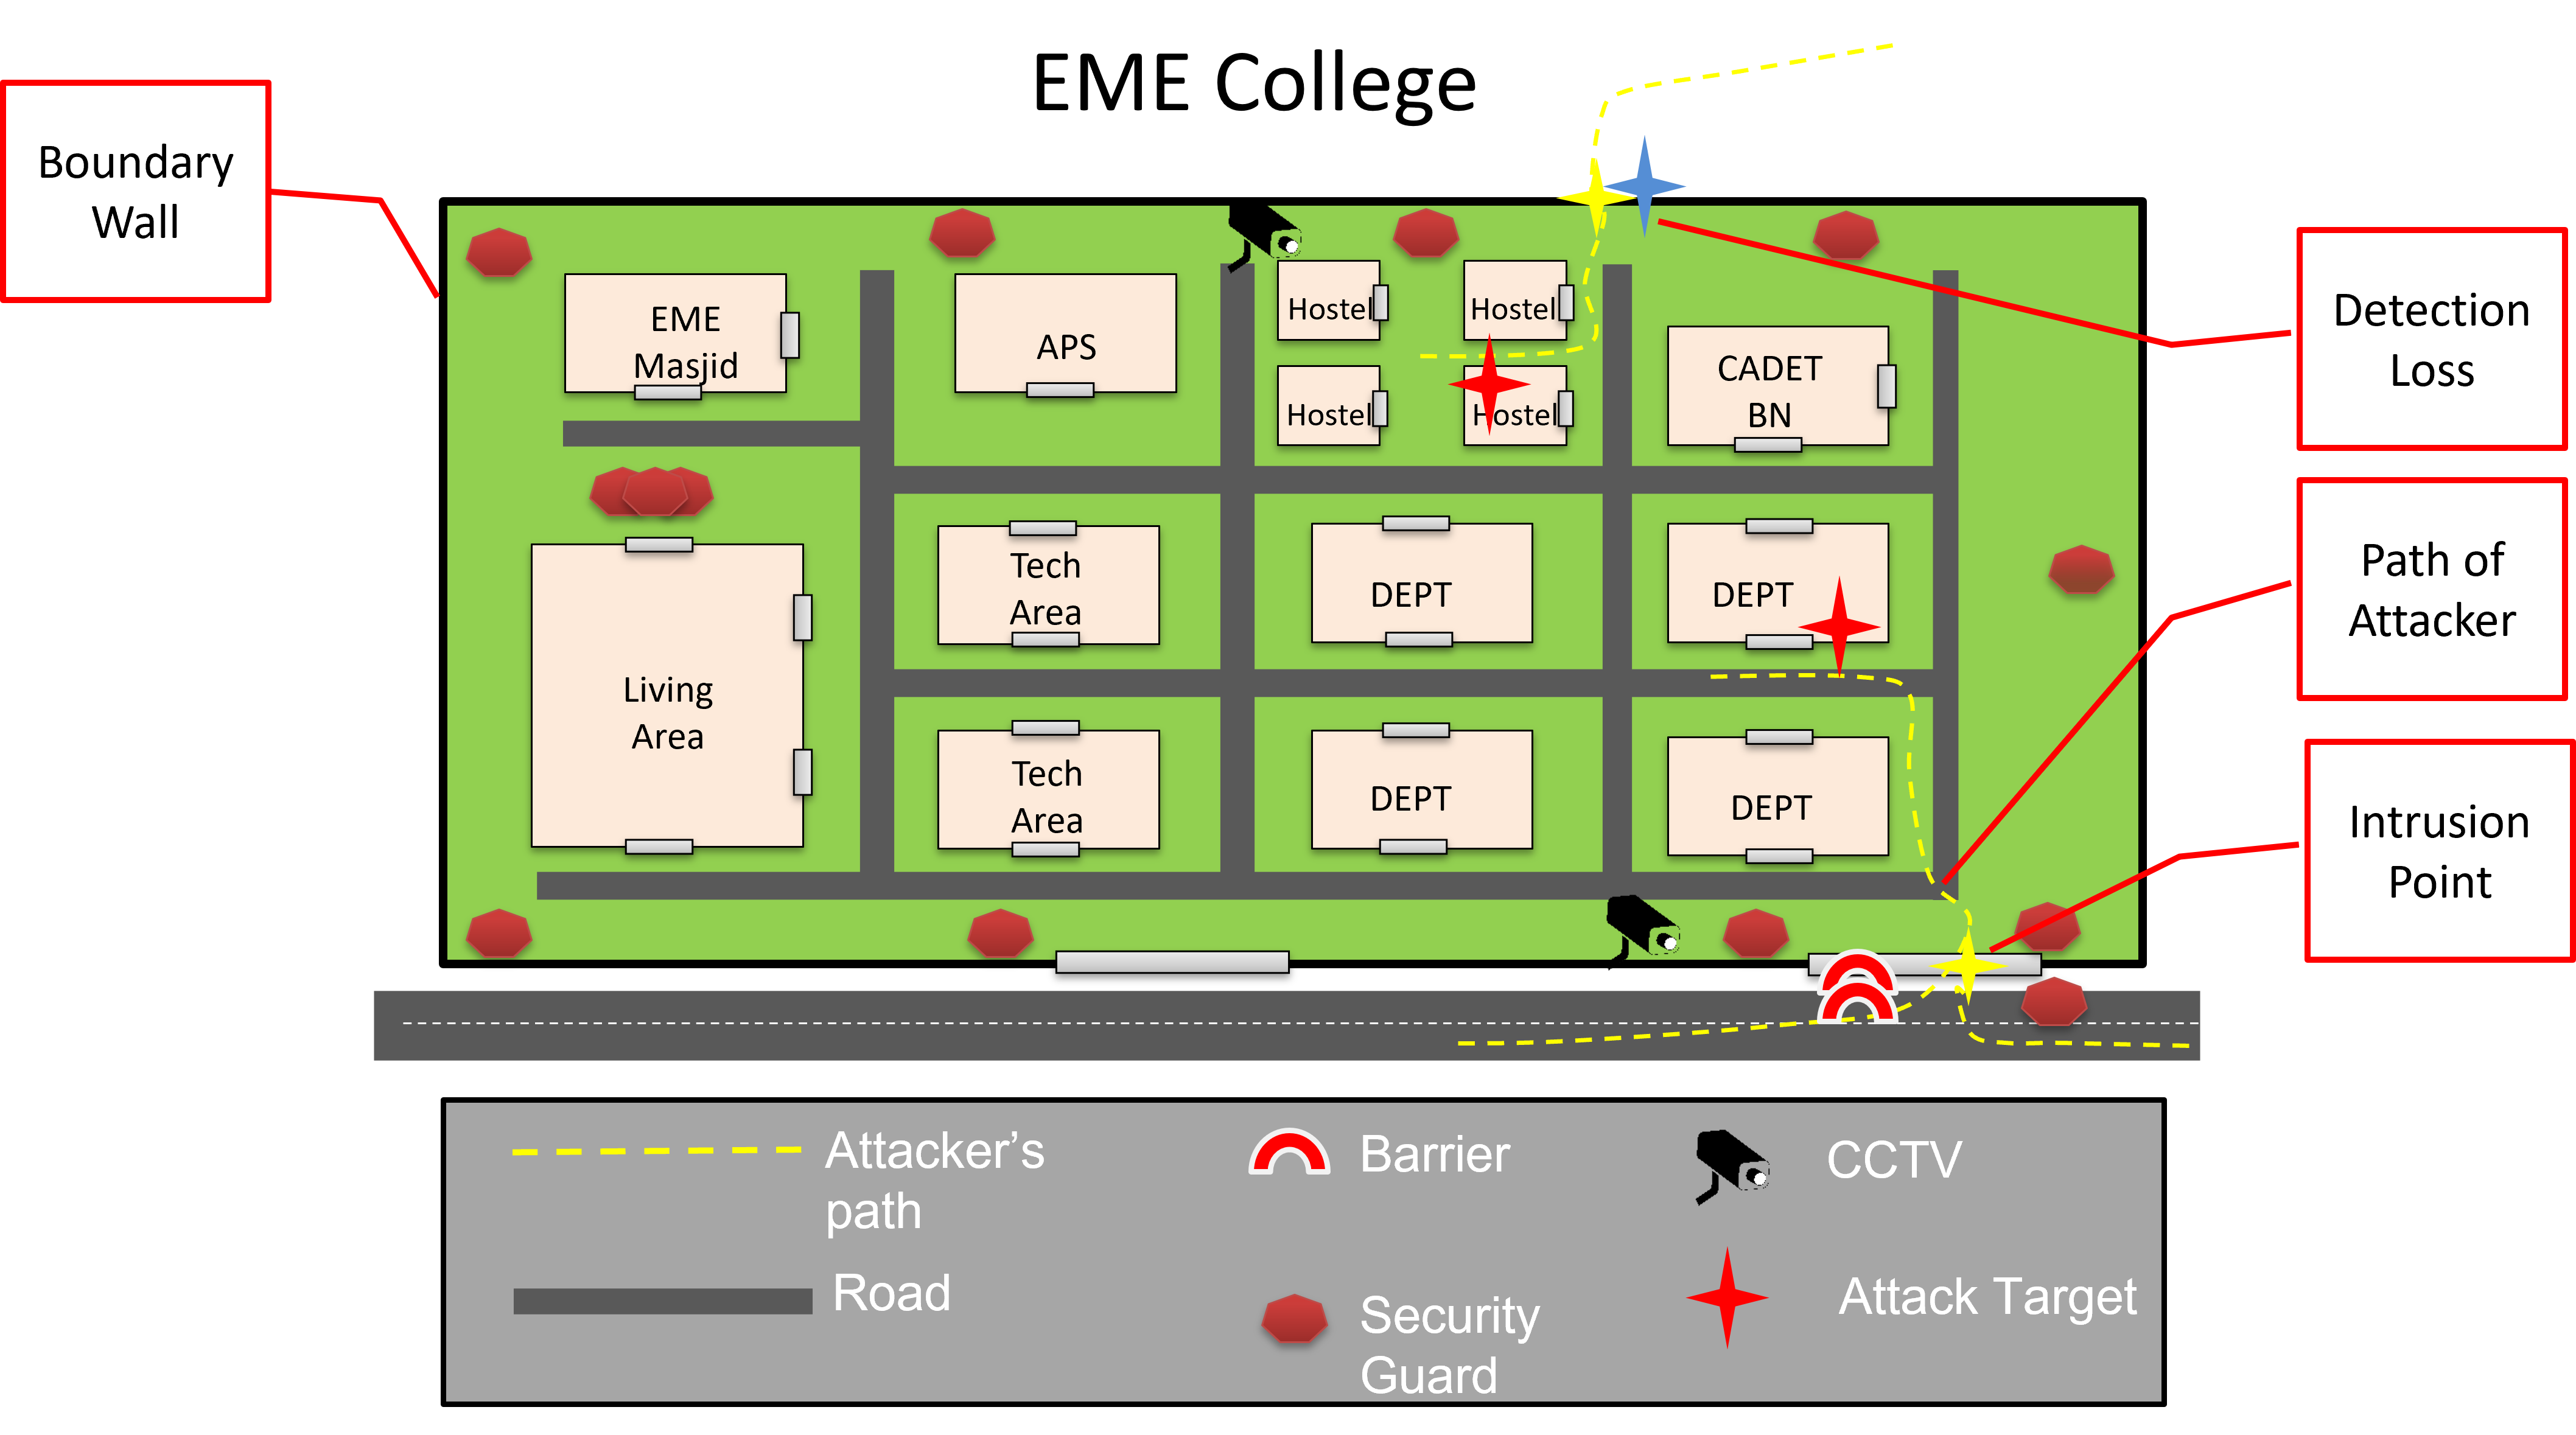 EME College
Boundary
Wall
Detection
Loss
Path of
Attacker
Intrusion
Point
EME
Masjid
APS
Hostel
Hostel
Hostel
Hostel
CADET
BN
Tech
Area
DEPT
DEPT
Living
Area
Tech
Area
DEPT
DEPT
Attacker’s
path
Barrier
CCTV
Road
Security
Guard
Attack Target